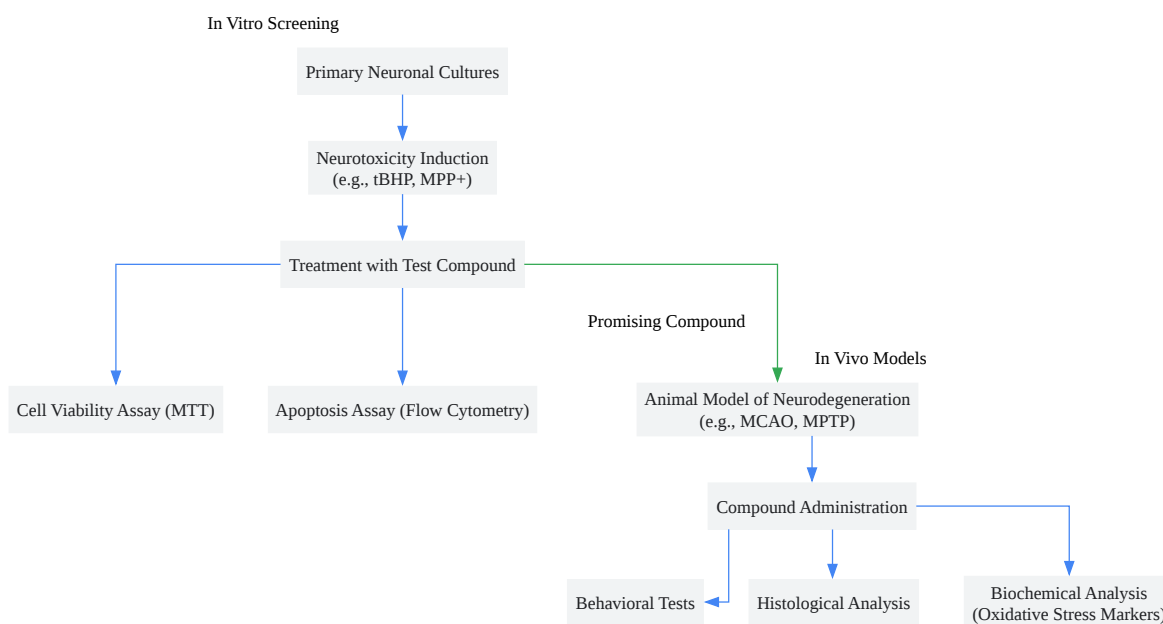 In Vitro Screening
Primary Neuronal Cultures
Neurotoxicity Induction
(e.g., tBHP, MPP+)
Treatment with Test Compound
Promising Compound
In Vivo Models
Cell Viability Assay (MTT)
Apoptosis Assay (Flow Cytometry)
Animal Model of Neurodegeneration
(e.g., MCAO, MPTP)
Compound Administration
Behavioral Tests
Histological Analysis
Biochemical Analysis
(Oxidative Stress Markers)